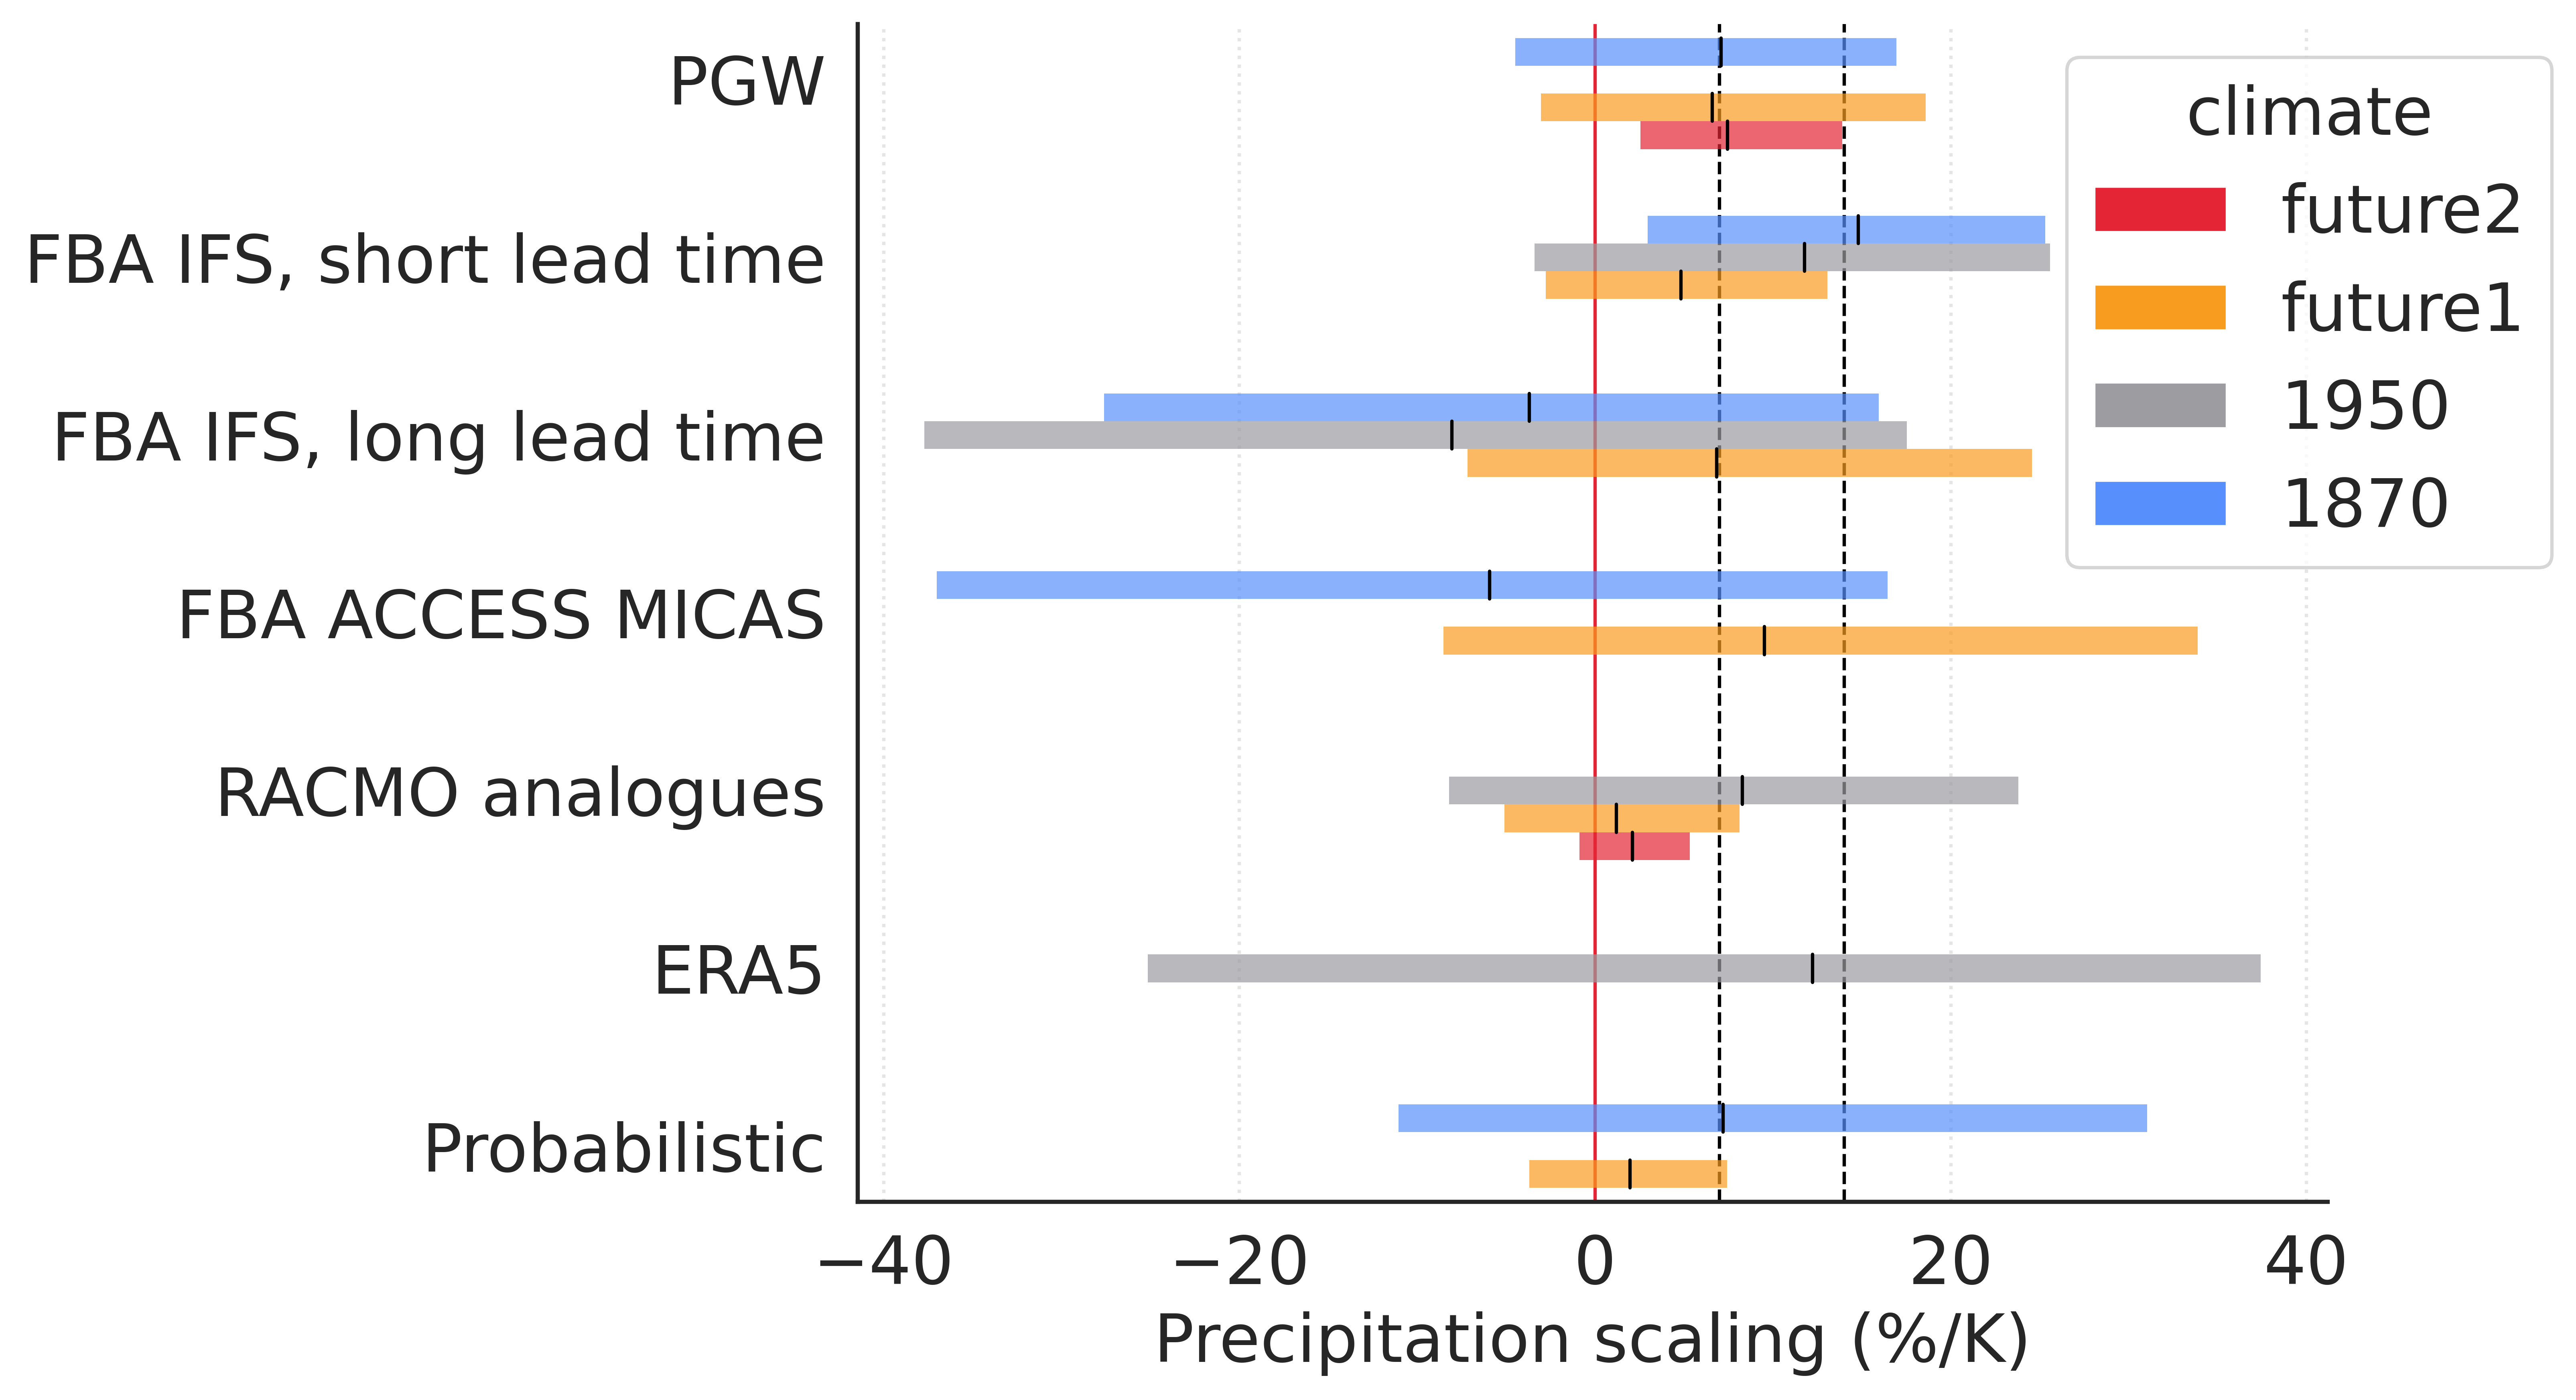 PGW
FBA IFS, short lead time
FBA IFS, long lead time
FBA ACCESS MICAS
RACMO analogues
ERA5
Probabilistic
climate
future2
future1
1950
1870
−40 −20 0 20 40
Precipitation scaling (%/K)